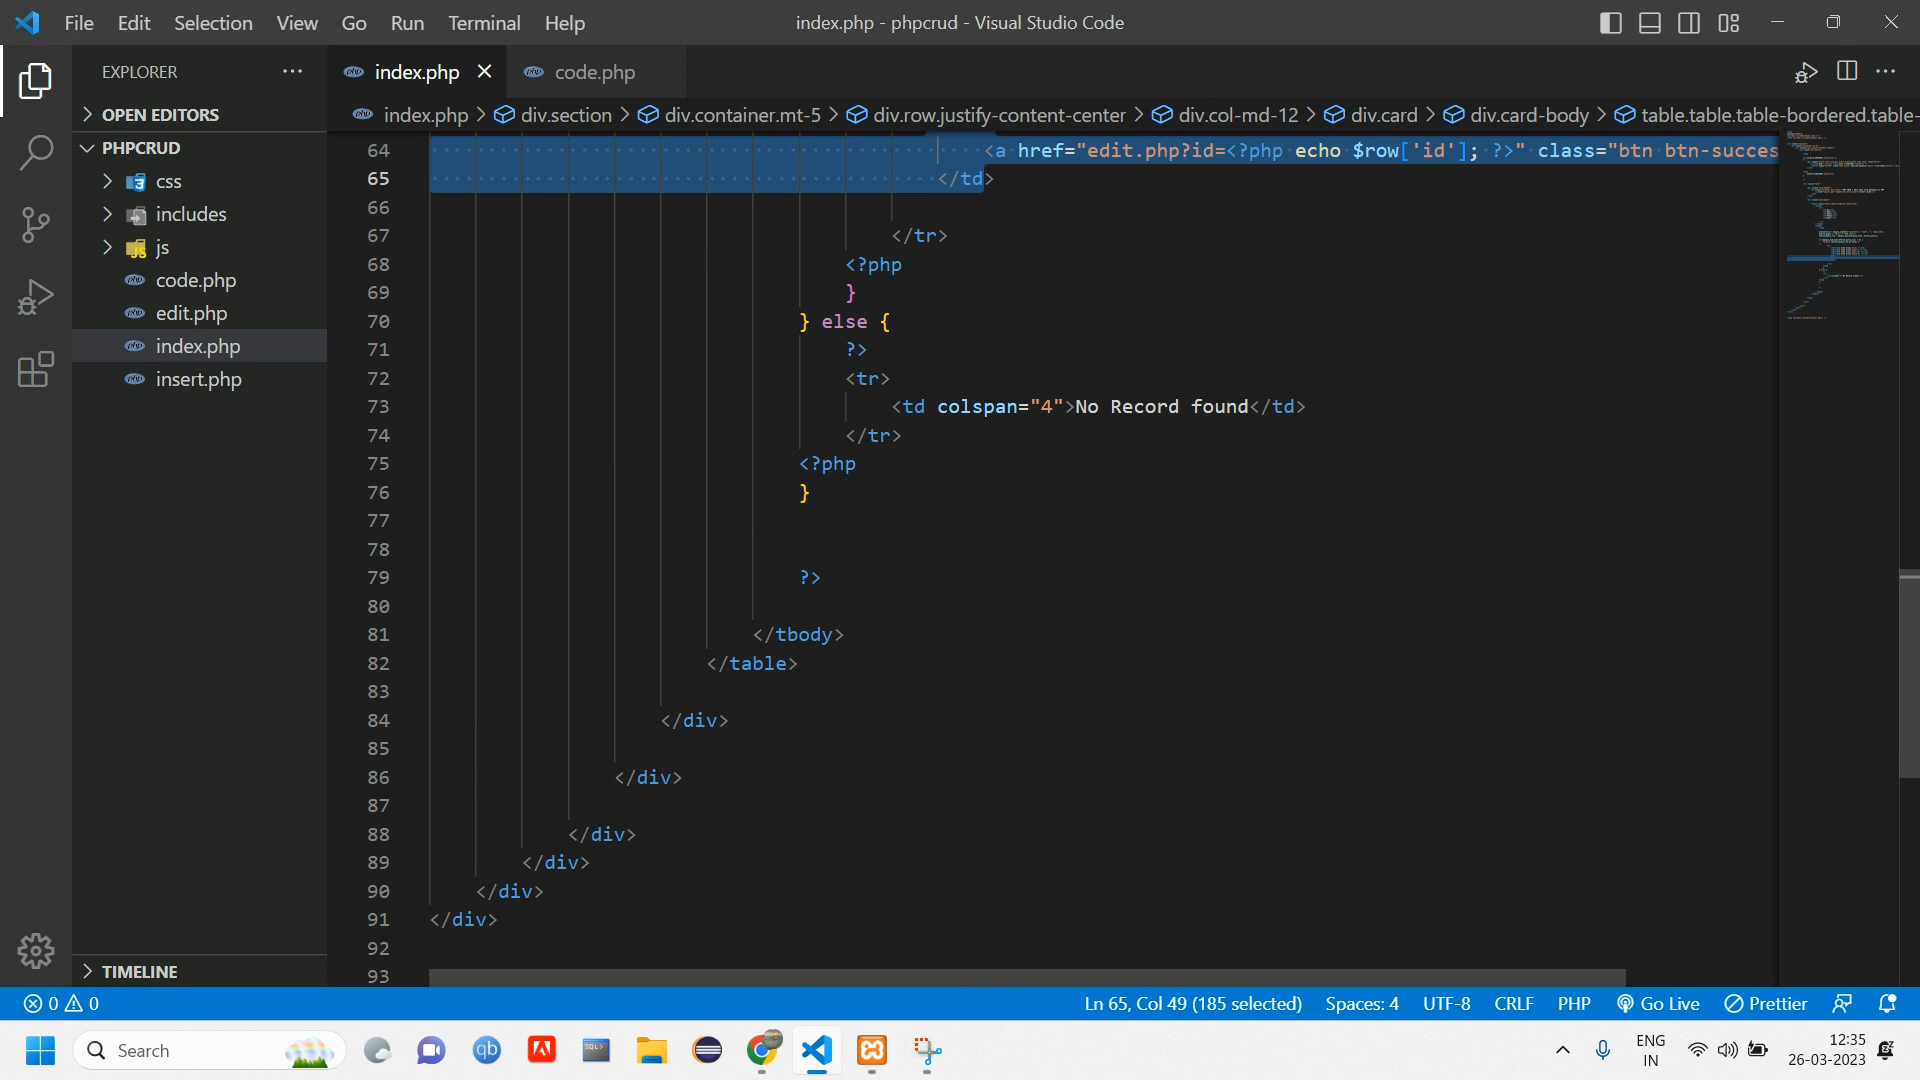 File Edit Selection View Go Run Terminal Help
index.php - phpcrud - Visual Studio Code
EXPLORER
index.php
code.php
OPEN EDITORS
index.php > div.section > div.container.mt-5 > div.row.justify-content-center > div.col-md-12 > div.card > div.card-body > table.table.table-bordered.table-
PHPCRUD
css
includes
js
code.php
edit.php
index.php
insert.php
TIMELINE
64 <a href="edit.php?id=<?php echo $row['id']; ?>" class="btn btn-succes
65 </td>
66
67 </tr>
68 <?php
69 }
70 } else {
71 ?>
72 <tr>
73 <td colspan="4">No Record found</td>
74 </tr>
75 <?php
76 }
77
78
79 ?>
80
81 </tbody>
82 </table>
83
84 </div>
85
86 </div>
87
88 </div>
89 </div>
90 </div>
91 </div>
92
93
0 0
Ln 65, Col 49 (185 selected) Spaces: 4 UTF-8 CRLF PHP Go Live Prettier
Search
qb
SQL>
ENG
IN
12:35
26-03-2023